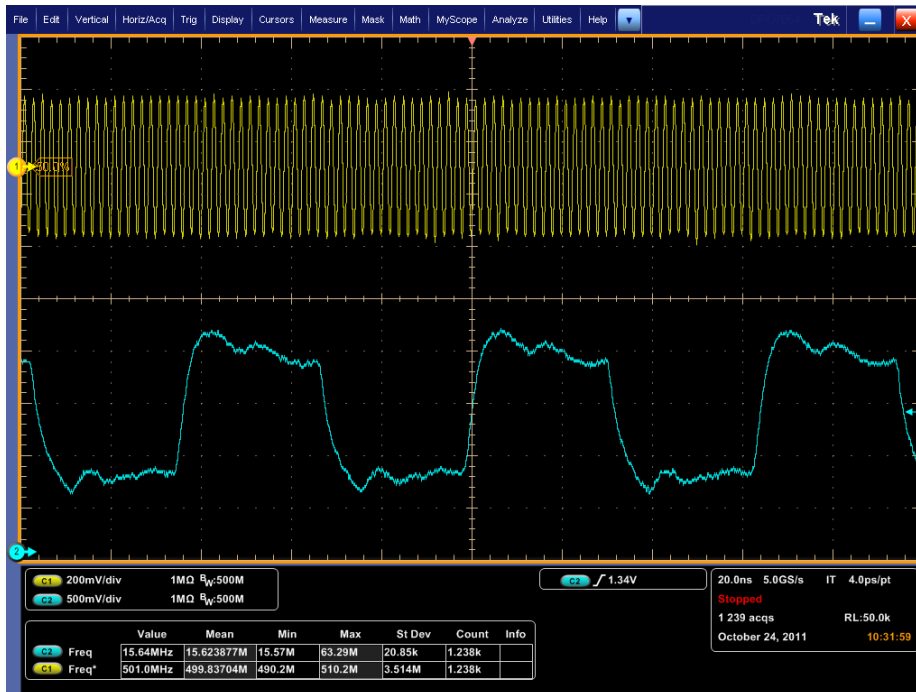 File Edit Vertical Horiz/Acq Trig Display Cursors Measure Mask Math MyScope Analyze Utilities Help Tek X
1 50.0%
2
C1 200mV/div 1MΩ BW:500M
C2 500mV/div 1MΩ BW:500M
C2 1.34V
20.0ns 5.0GS/s IT 4.0ps/pt
Stopped
1 239 acqs RL:50.0k
October 24, 2011 10:31:59
Value Mean Min Max St Dev Count Info
C2 Freq 15.64MHz 15.623877M 15.57M 63.29M 20.85k 1.238k
C1 Freq* 501.0MHz 499.83704M 490.2M 510.2M 3.514M 1.238k